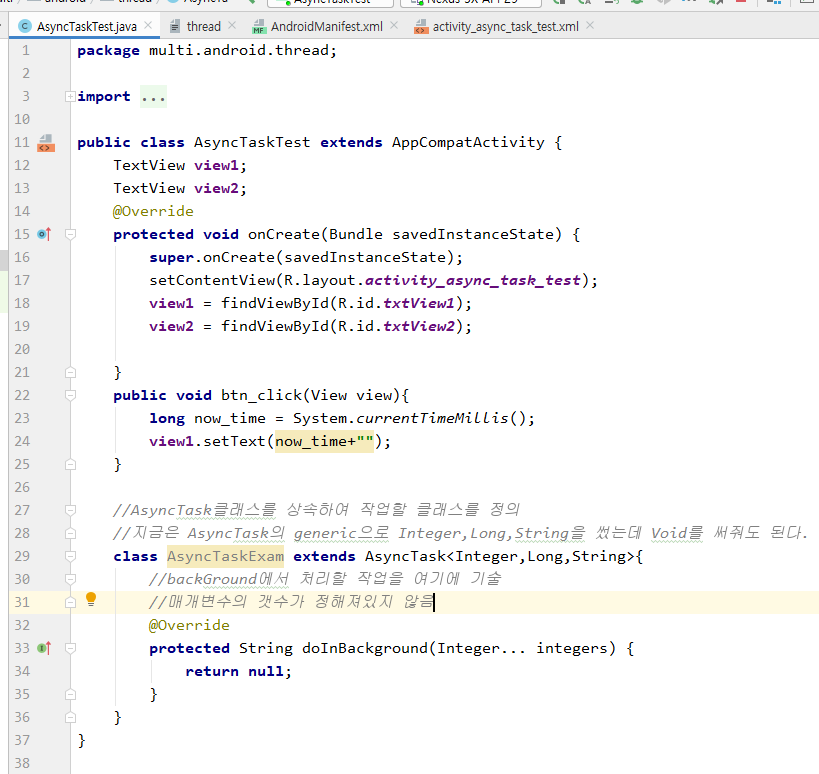 AsyncTaskTest.java thread AndroidManifest.xml activity_async_task_test.xml
1 package multi.android.thread;
2
3 import ...
10
11 public class AsyncTaskTest extends AppCompatActivity {
12 TextView view1;
13 TextView view2;
14 @Override
15 protected void onCreate(Bundle savedInstanceState) {
16 super.onCreate(savedInstanceState);
17 setContentView(R.layout.activity_async_task_test);
18 view1 = findViewById(R.id.txtView1);
19 view2 = findViewById(R.id.txtView2);
20
21 }
22 public void btn_click(View view){
23 long now_time = System.currentTimeMillis();
24 view1.setText(now_time+"");
25 }
26
27 //AsyncTask클래스를 상속하여 작업할 클래스를 정의
28 //지금은 AsyncTask의 generic으로 Integer,Long,String을 썼는데 Void를 써줘도 된다.
29 class AsyncTaskExam extends AsyncTask<Integer,Long,String>{
30 //backGround에서 처리할 작업을 여기에 기술
31 //매개변수의 갯수가 정해져있지 않음
32 @Override
33 protected String doInBackground(Integer... integers) {
34 return null;
35 }
36 }
37 }
38